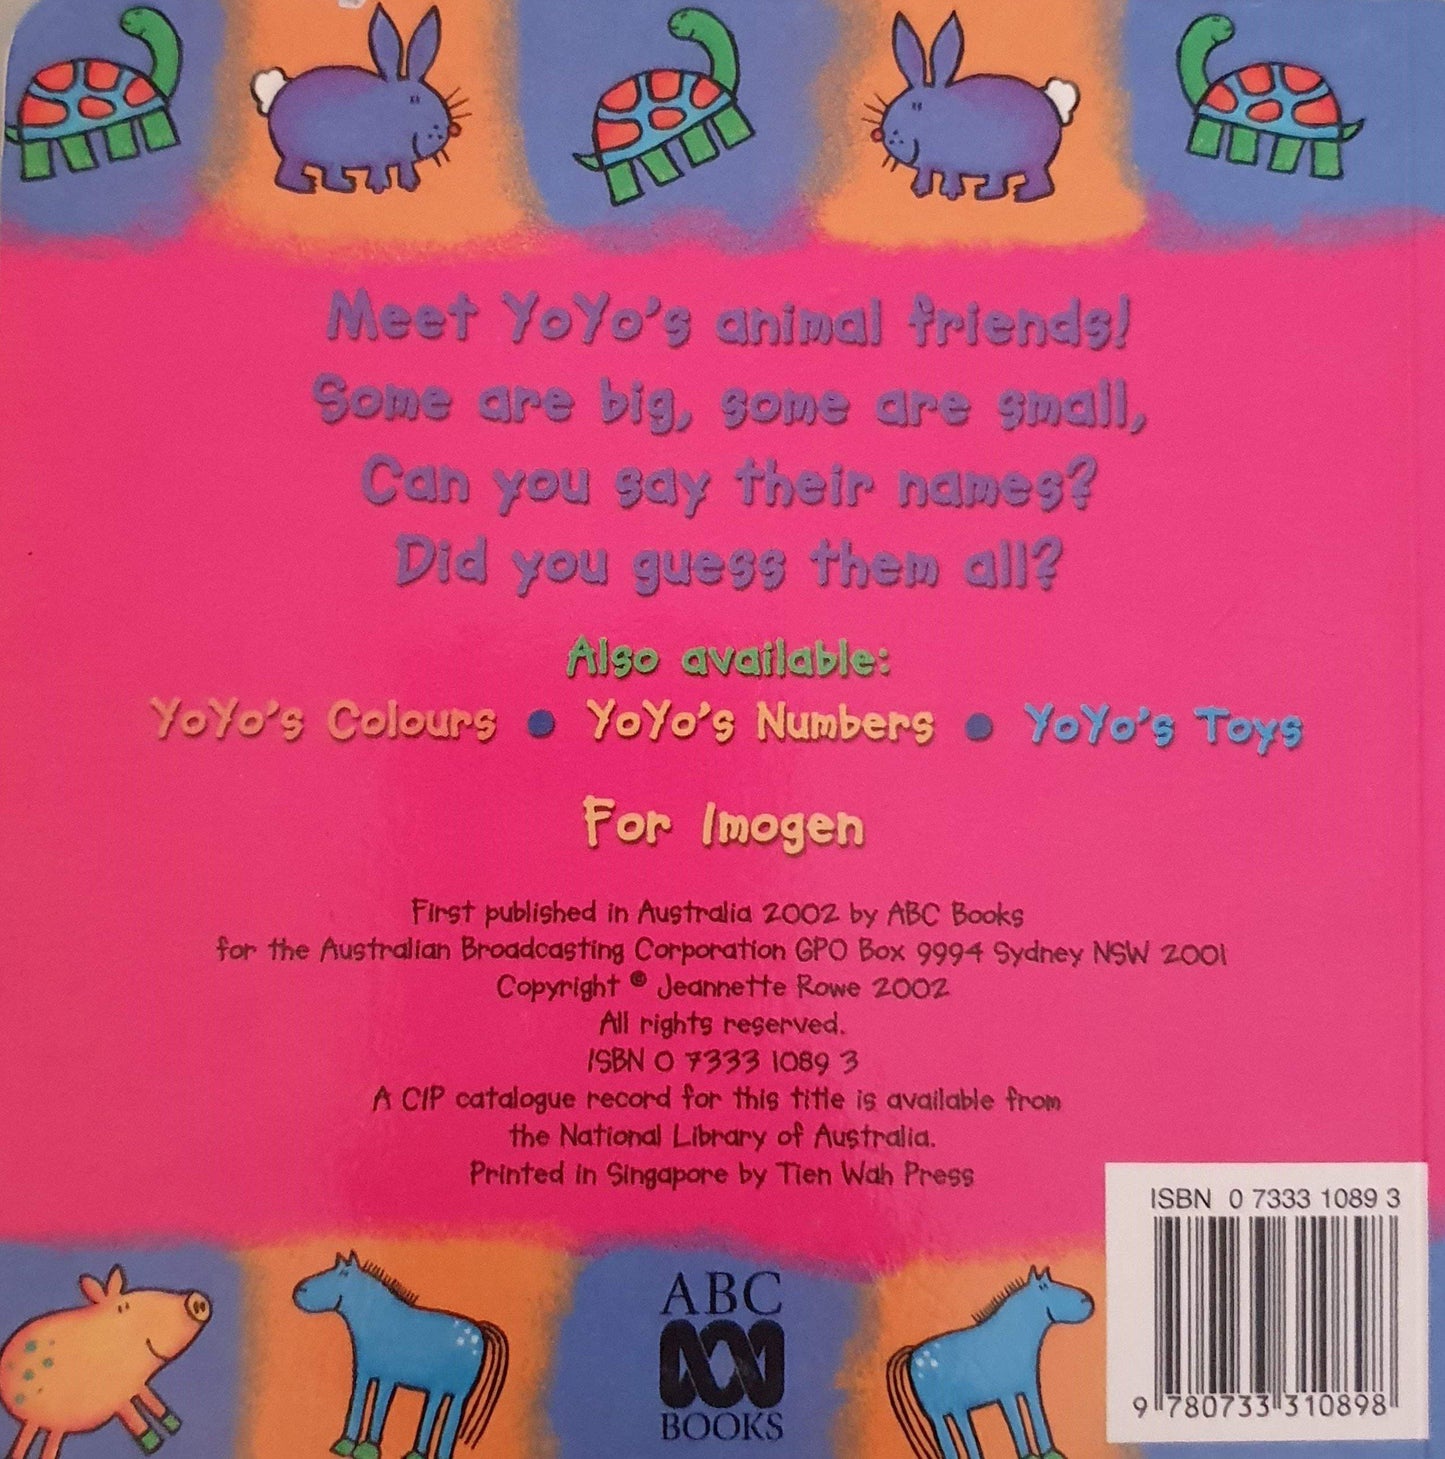 Meet YoYo's animal friends!
Some are big, some are small,
Can you say their names?
Did you guess them all?
Also available:
YoYo's Colours • YoYo's Numbers • YoYo's Toys
For Imogen
First published in Australia 2002 by ABC Books
for the Australian Broadcasting Corporation GPO Box 9994 Sydney NSW 2001
Copyright © Jeannette Rowe 2002
All rights reserved.
ISBN 0 7333 1089 3
A CIP catalogue record for this title is available from
the National Library of Australia.
Printed in Singapore by Tien Wah Press
ISBN 0 7333 1089 3
9 780733 310898
ABC
BOOKS